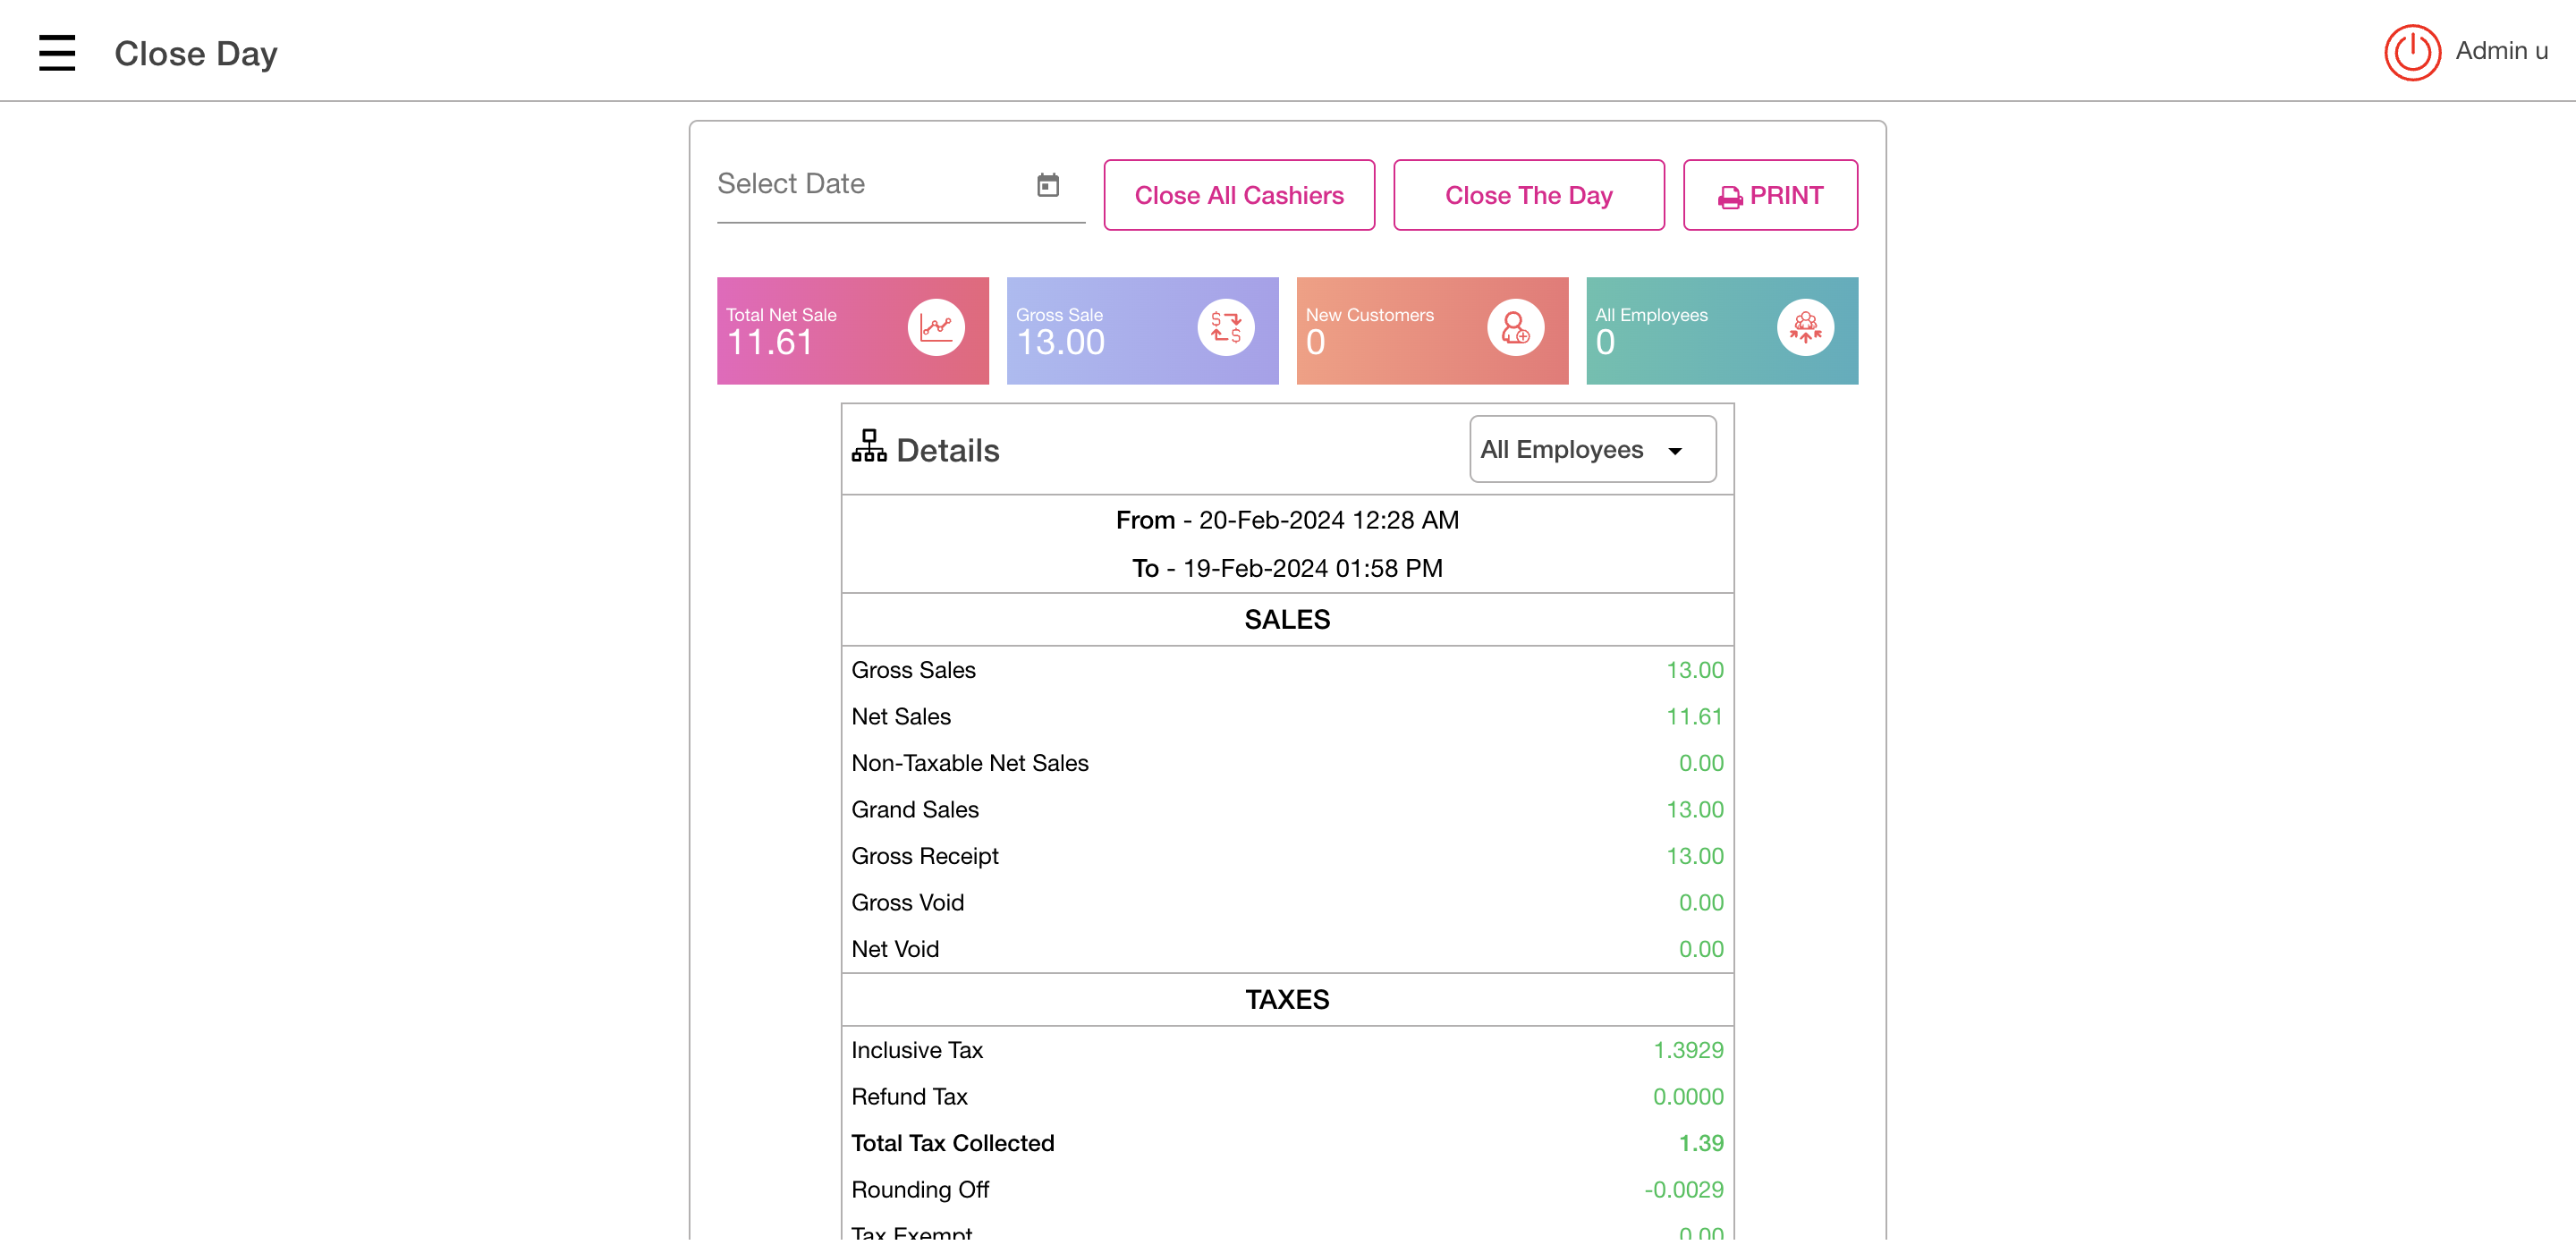 Close Day
Admin u
Select Date
Close All Cashiers
Close The Day
PRINT
Total Net Sale
11.61
Gross Sale
13.00
New Customers
0
All Employees
0
Details
All Employees
From - 20-Feb-2024 12:28 AM
To - 19-Feb-2024 01:58 PM
SALES
Gross Sales 13.00
Net Sales 11.61
Non-Taxable Net Sales 0.00
Grand Sales 13.00
Gross Receipt 13.00
Gross Void 0.00
Net Void 0.00
TAXES
Inclusive Tax 1.3929
Refund Tax 0.0000
Total Tax Collected 1.39
Rounding Off -0.0029
Tax Exempt 0.00